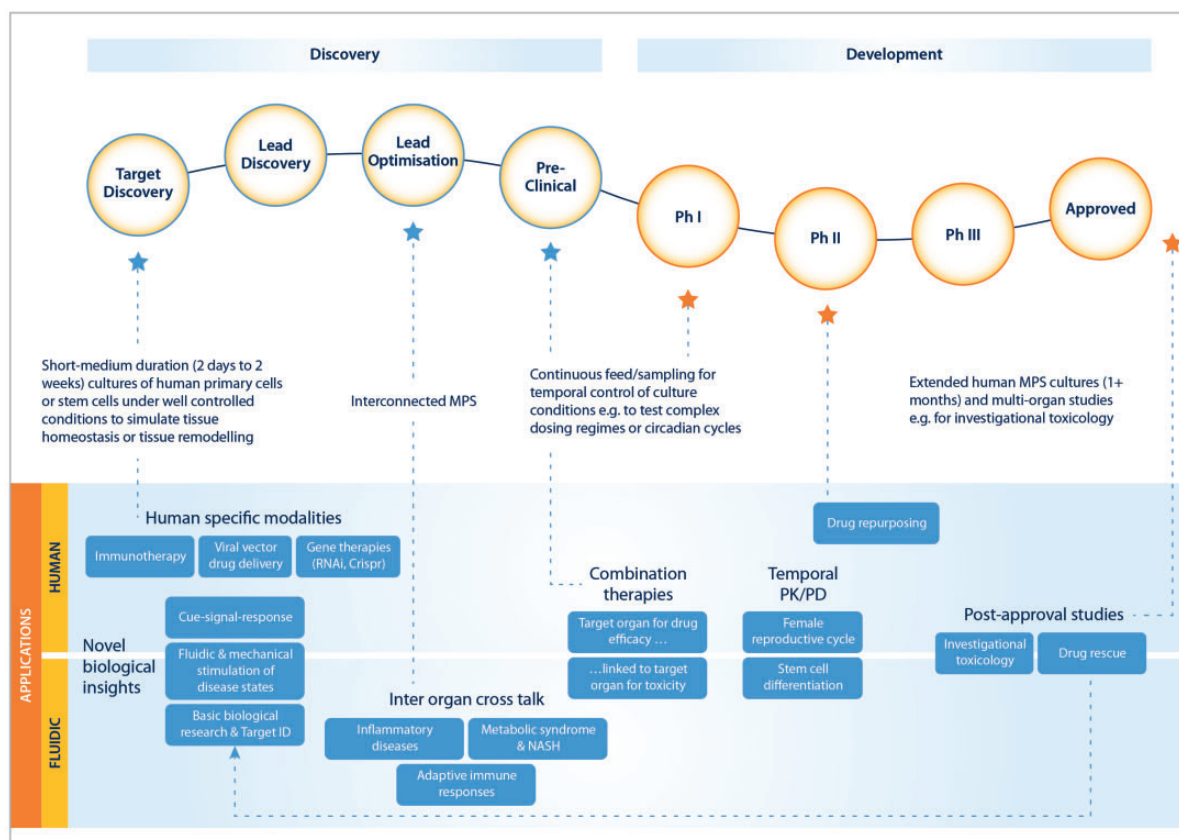 Discovery
Development
Target
Discovery
Lead
Discovery
Lead
Optimisation
Pre-
Clinical
Ph I
Ph II
Ph III
Approved
Short-medium duration (2 days to 2
weeks) cultures of human primary cells
or stem cells under well controlled
conditions to simulate tissue
homeostasis or tissue remodelling
Interconnected MPS
Continuous feed/sampling for
temporal control of culture
conditions e.g. to test complex
dosing regimes or circadian cycles
Extended human MPS cultures (1+
months) and multi-organ studies
e.g. for investigational toxicology
APPLICATIONS
HUMAN
FLUIDIC
Human specific modalities
Immunotherapy
Viral vector
drug delivery
Gene therapies
(RNAi, Crispr)
Novel
biological
insights
Cue-signal-response
Fluidic & mechanical
stimulation of
disease states
Basic biological
research & Target ID
Inter organ cross talk
Inflammatory
diseases
Metabolic syndrome
& NASH
Adaptive immune
responses
Combination
therapies
Target organ for drug
efficacy ...
...linked to target
organ for toxicity
Drug repurposing
Temporal
PK/PD
Female
reproductive cycle
Stem cell
differentiation
Post-approval studies
Investigational
toxicology
Drug rescue